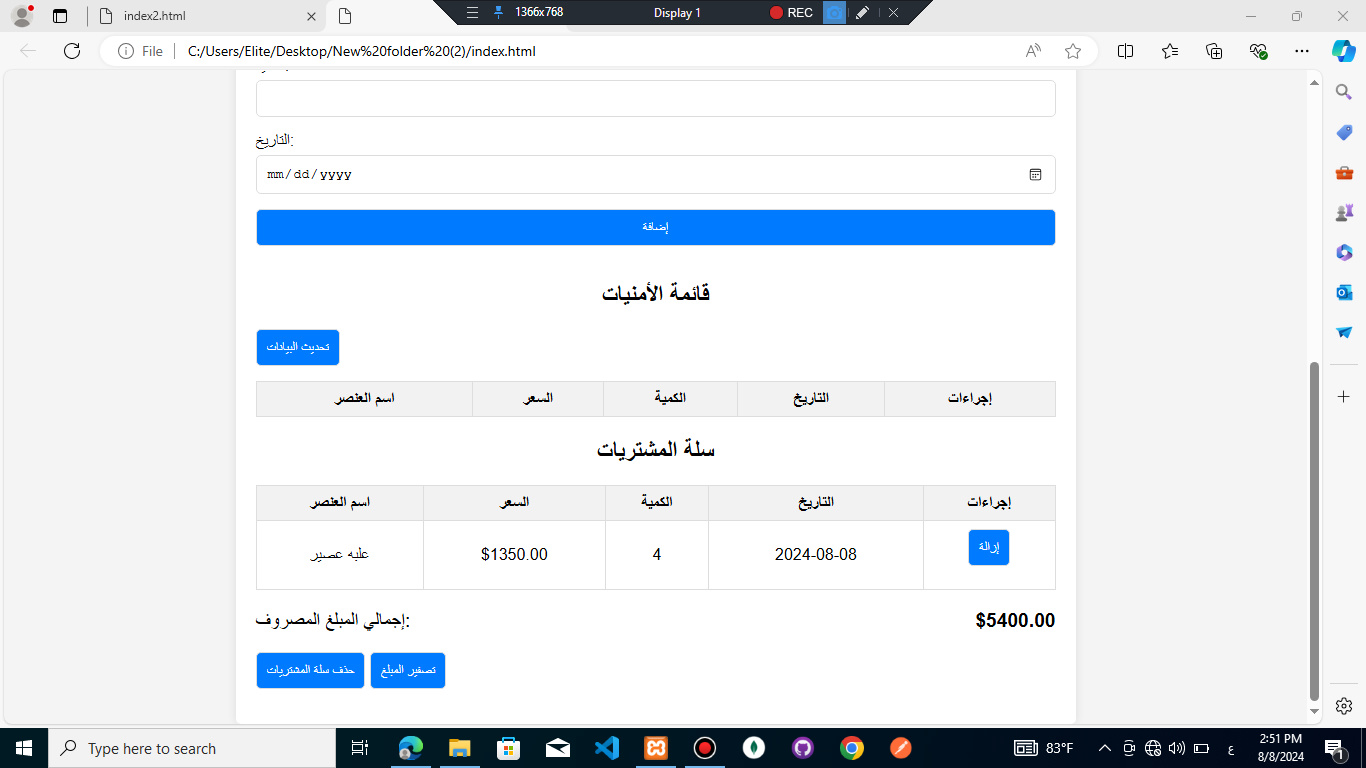 index2.html
1366x768
Display 1
REC
File
C:/Users/Elite/Desktop/New%20folder%20(2)/index.html
التاريخ:
mm/dd/yyyy
إضافة
قائمة الأمنيات
تحديث البيانات
اسم العنصر السعر الكمية التاريخ إجراءات
سلة المشتريات
اسم العنصر السعر الكمية التاريخ إجراءات
علبه عصير $1350.00 4 2024-08-08 إزالة
إجمالي المبلغ المصروف: $5400.00
حذف سلة المشتريات تصفير المبلغ
Type here to search
83°F
ع
2:51 PM
8/8/2024
1